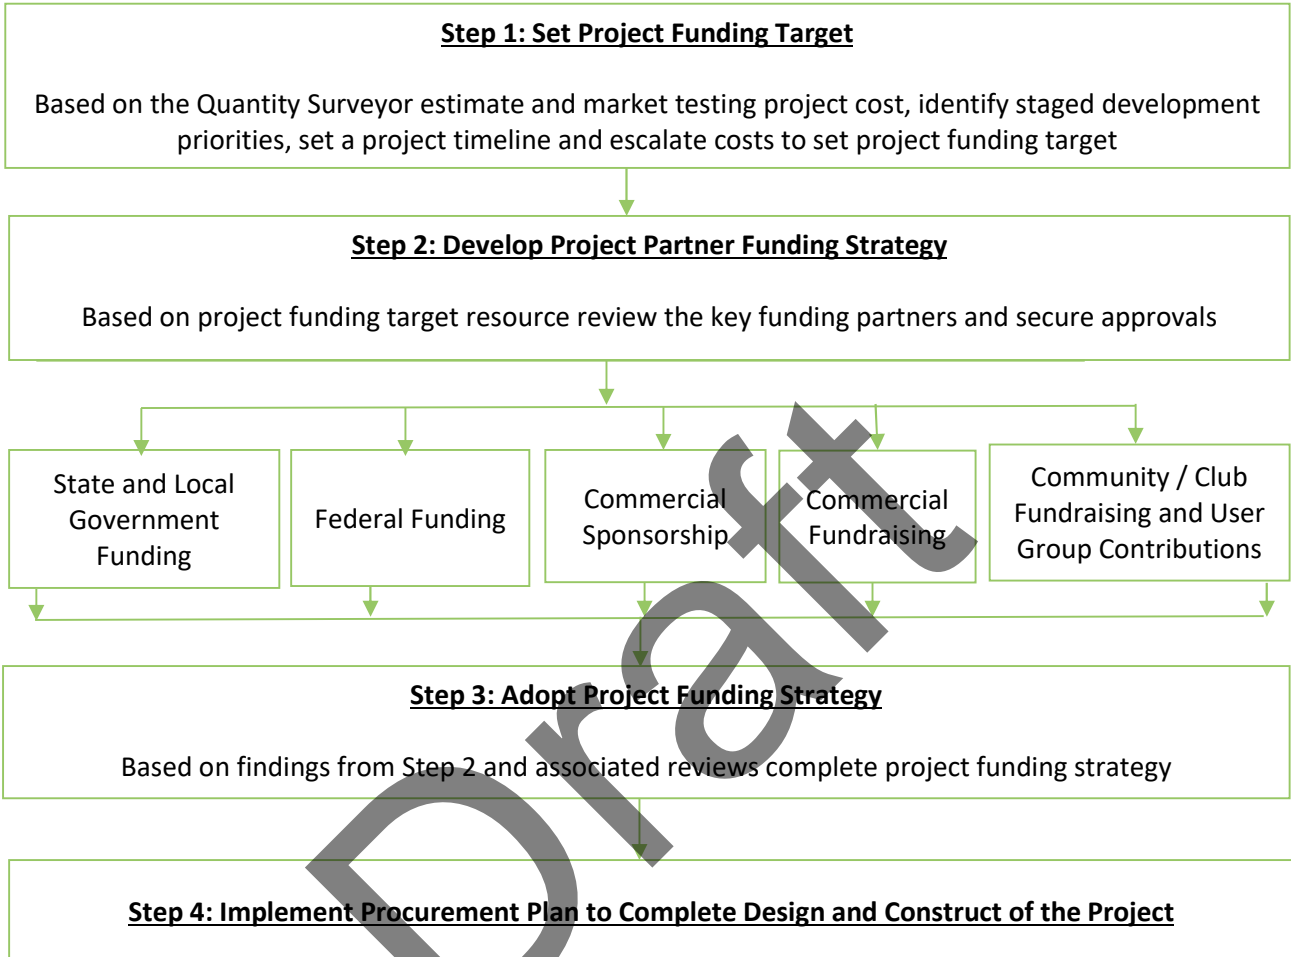 Step 1: Set Project Funding Target
Based on the Quantity Surveyor estimate and market testing project cost, identify staged development
priorities, set a project timeline and escalate costs to set project funding target
Step 2: Develop Project Partner Funding Strategy
Based on project funding target resource review the key funding partners and secure approvals
State and Local
Government
Funding
Federal Funding
Commercial
Sponsorship
Commercial
Fundraising
Community / Club
Fundraising and User
Group Contributions
Step 3: Adopt Project Funding Strategy
Based on findings from Step 2 and associated reviews complete project funding strategy
Step 4: Implement Procurement Plan to Complete Design and Construct of the Project
Draft